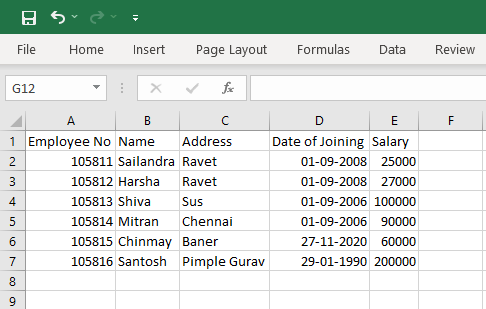 File Home Insert Page Layout Formulas Data Review
G12 fx
A B C D E F G
1 Employee No Name Address Date of Joining Salary
2 105811 Sailandra Ravet 01-09-2008 25000
3 105812 Harsha Ravet 01-09-2008 27000
4 105813 Shiva Sus 01-09-2006 100000
5 105814 Mitran Chennai 01-09-2006 90000
6 105815 Chinmay Baner 27-11-2020 60000
7 105816 Santosh Pimple Gurav 29-01-1990 200000
8
9